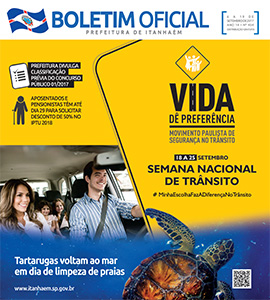 BOLETIM OFICIAL
PREFEITURA DE ITANHAÉM
PREFEITURA DIVULGA
CLASSIFICAÇÃO
PRÉVIA DO CONCURSO
PÚBLICO 01/2017
APOSENTADOS E
PENSIONISTAS TÊM ATÉ
DIA 29 PARA SOLICITAR
DESCONTO DE 50% NO
IPTU 2018
VIDA
DÊ PREFERÊNCIA
MOVIMENTO PAULISTA DE
SEGURANÇA NO TRÂNSITO
18 A 25 SETEMBRO
SEMANA NACIONAL
DE TRÂNSITO
#MinhaEscolhaFazADiferençaNoTrânsito
Tartarugas voltam ao mar
em dia de limpeza de praias
www.itanhaem.sp.gov.br